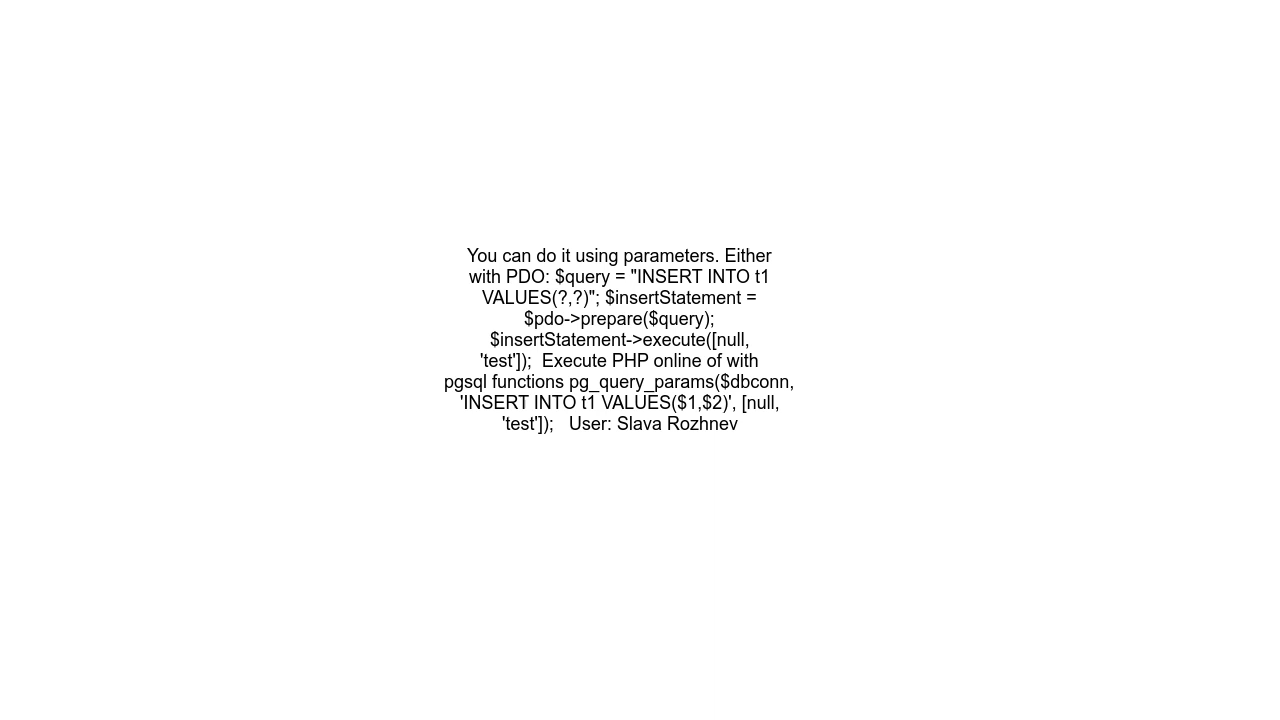 You can do it using parameters. Either
with PDO: $query = "INSERT INTO t1
VALUES(?,?)"; $insertStatement =
$pdo->prepare($query);
$insertStatement->execute([null,
'test']);  Execute PHP online of with
pgsql functions pg_query_params($dbconn,
'INSERT INTO t1 VALUES($1,$2)', [null,
'test']);   User: Slava Rozhnev